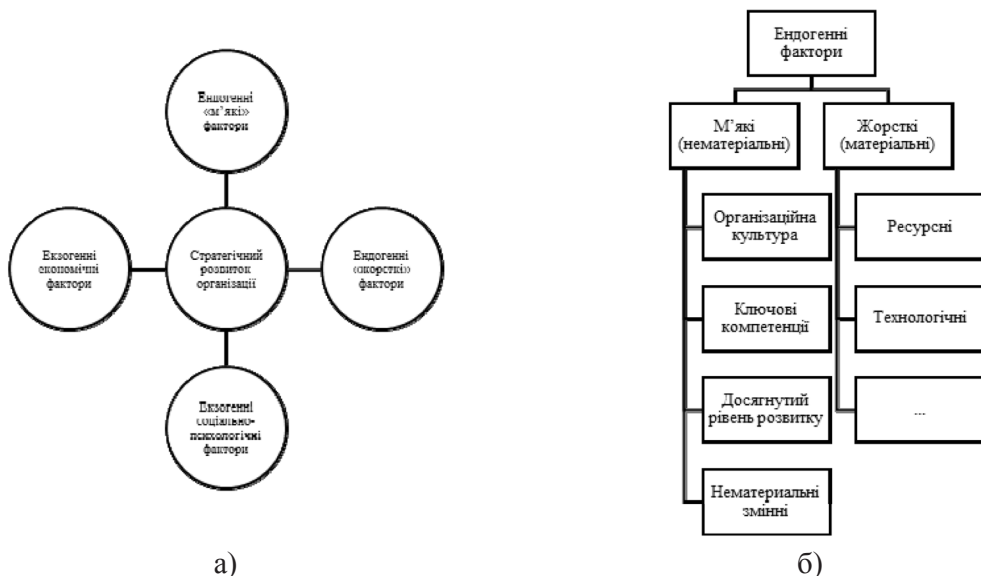 Ендогенні
«м’які»
фактори
Екзогенні
економічні
фактори
Стратегічний
розвиток
організації
Ендогенні
«жорсткі»
фактори
Екзогенні
соціально-
психологічні
фактори
а)
Ендогенні
фактори
М’які
(нематеріальні)
Жорсткі
(матеріальні)
Організаційна
культура
Ресурсні
Ключові
компетенції
Технологічні
Досягнутий
рівень розвитку
...
Нематериальні
змінні
б)